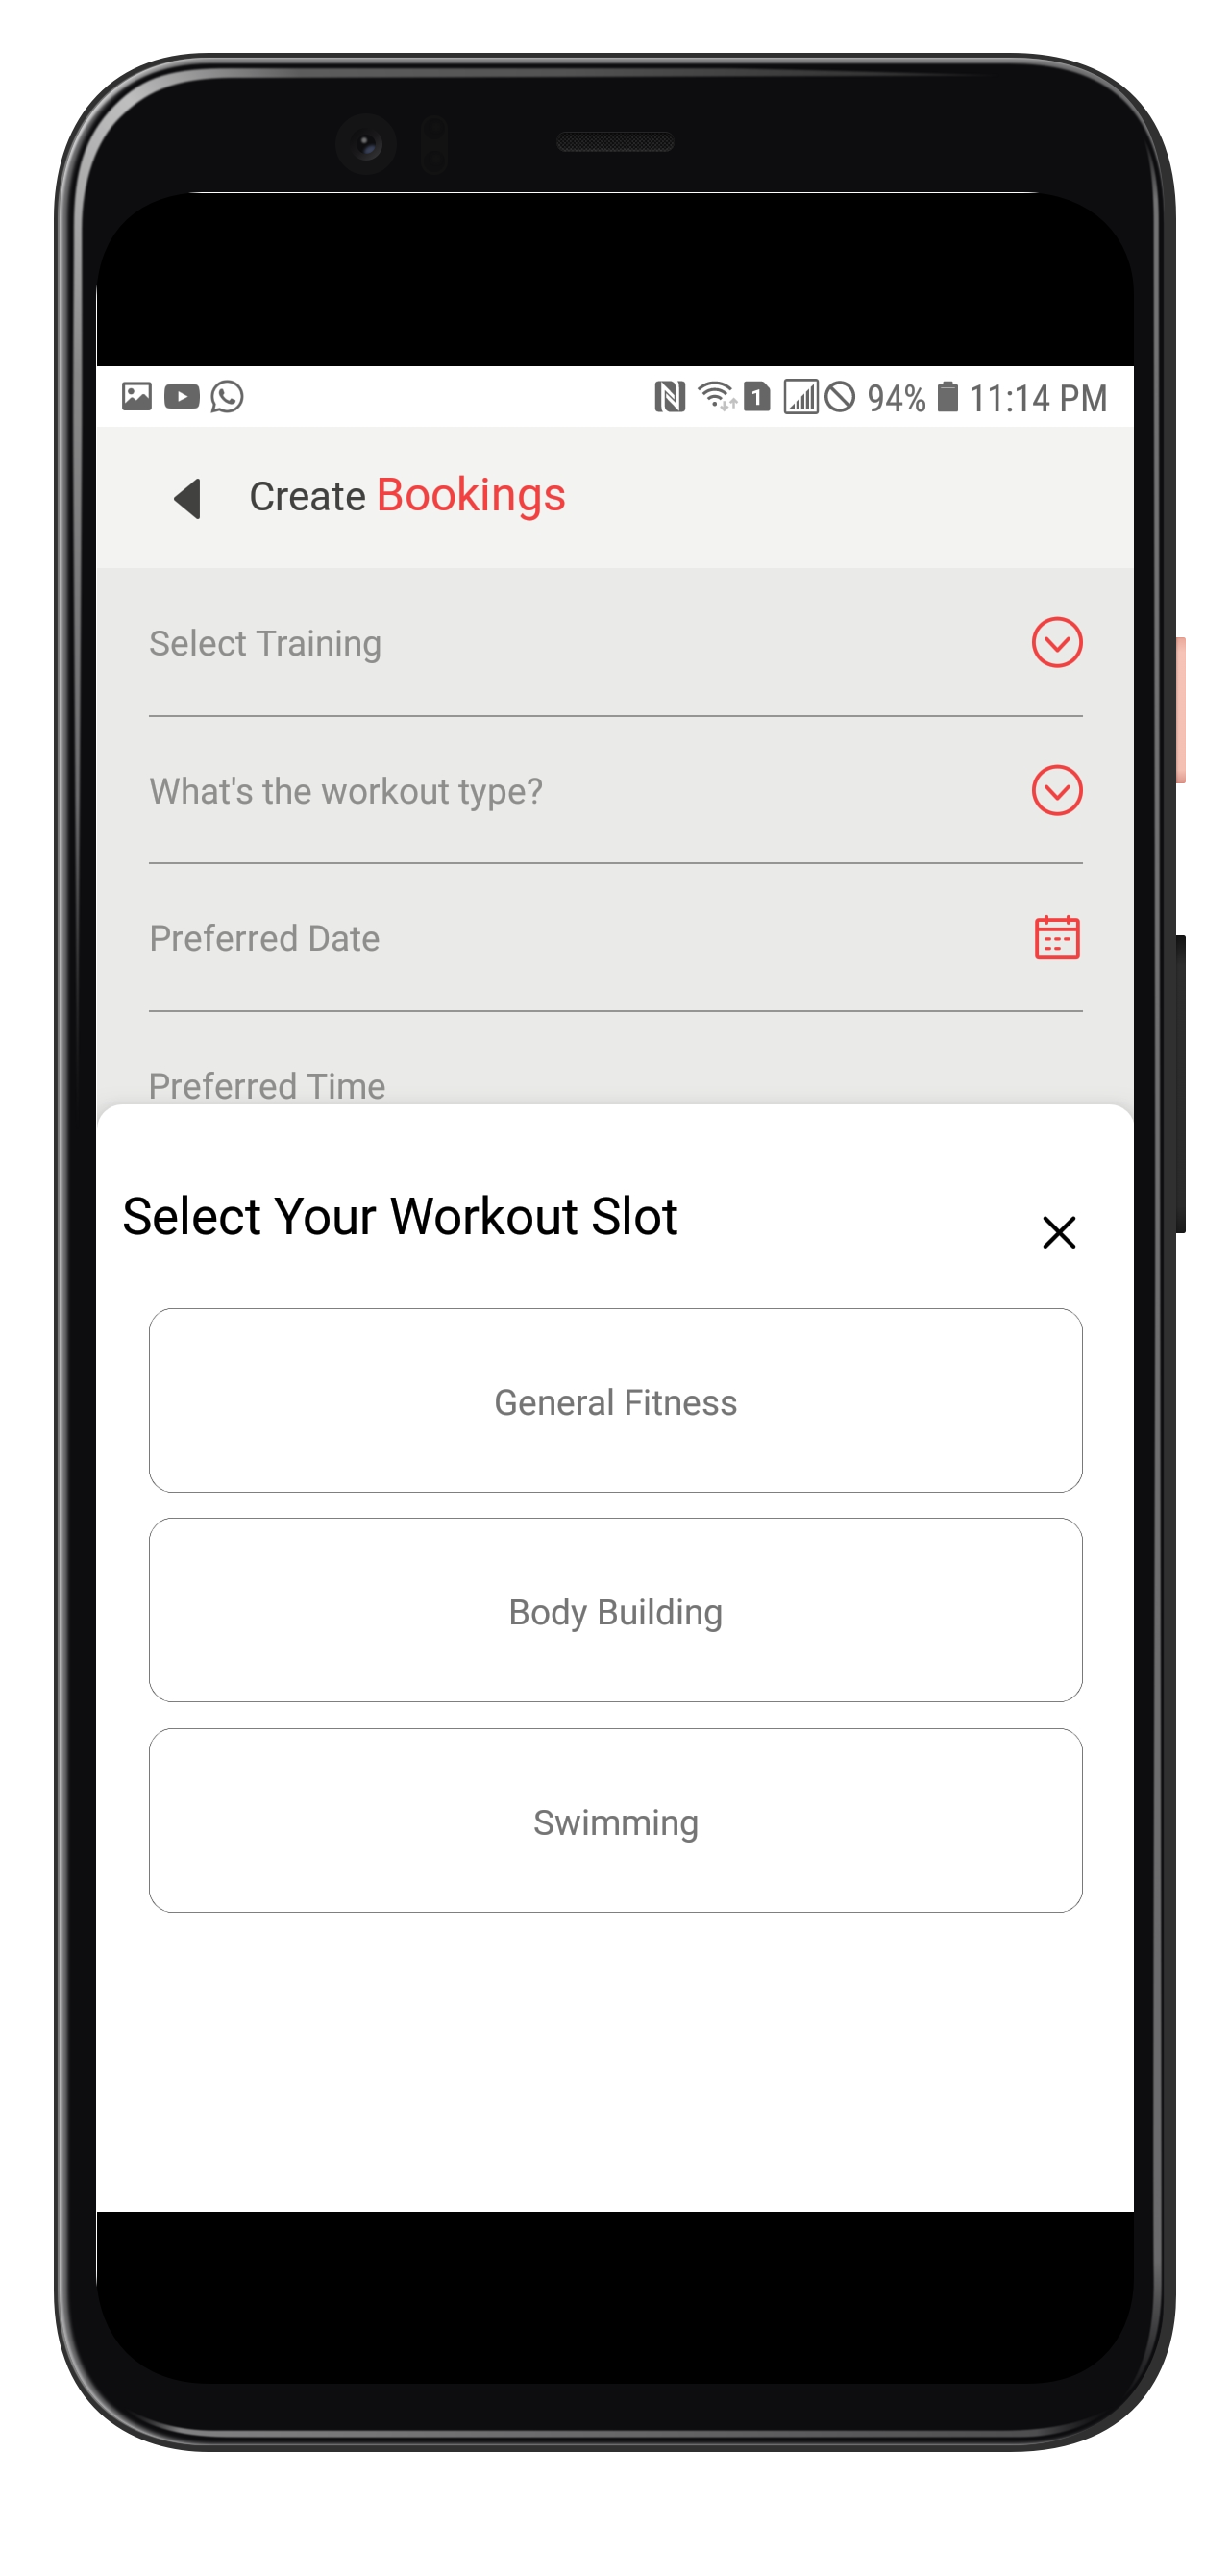 1 94% 11:14 PM
Create Bookings
Select Training
What's the workout type?
Preferred Date
Preferred Time
Select Your Workout Slot
General Fitness
Body Building
Swimming